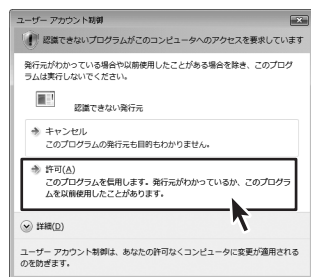 ユーザー アカウント制御
認識できないプログラムがこのコンピュータへのアクセスを要求しています
発行元がわかっている場合や以前使用したことがある場合を除き、このプログ
ラムは実行しないでください。
認識できない発行元
キャンセル
このプログラムの発行元も目的もわかりません。
許可(A)
このプログラムを信用します。発行元がわかっているか、このプログラ
ムを以前使用したことがあります。
詳細(D)
ユーザー アカウント制御は、あなたの許可なくコンピュータに変更が適用される
のを防ぎます。